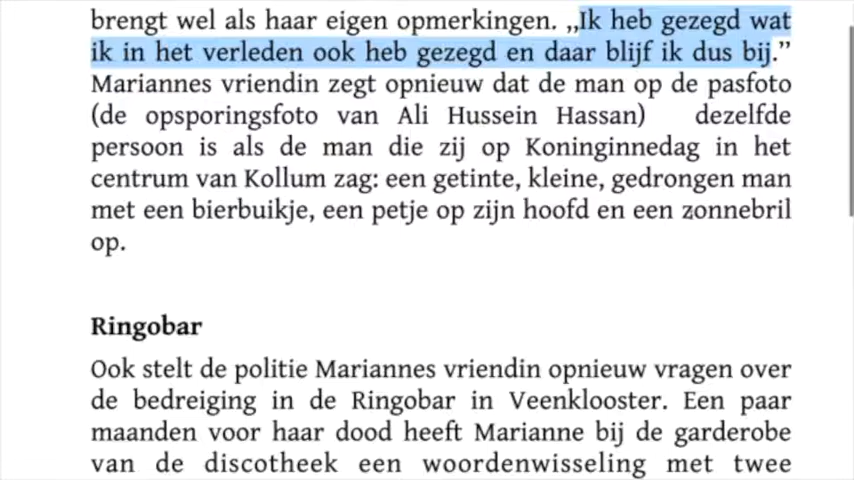 brengt wel als haar eigen opmerkingen. „Ik heb gezegd wat
ik in het verleden ook heb gezegd en daar blijf ik dus bij.”
Mariannes vriendin zegt opnieuw dat de man op de pasfoto
(de opsporingsfoto van Ali Hussein Hassan) dezelfde
persoon is als de man die zij op Koninginnedag in het
centrum van Kollum zag: een getinte, kleine, gedrongen man
met een bierbuikje, een petje op zijn hoofd en een zonnebril
op.
Ringobar
Ook stelt de politie Mariannes vriendin opnieuw vragen over
de bedreiging in de Ringobar in Veenklooster. Een paar
maanden voor haar dood heeft Marianne bij de garderobe
van de discotheek een woordenwisseling met twee